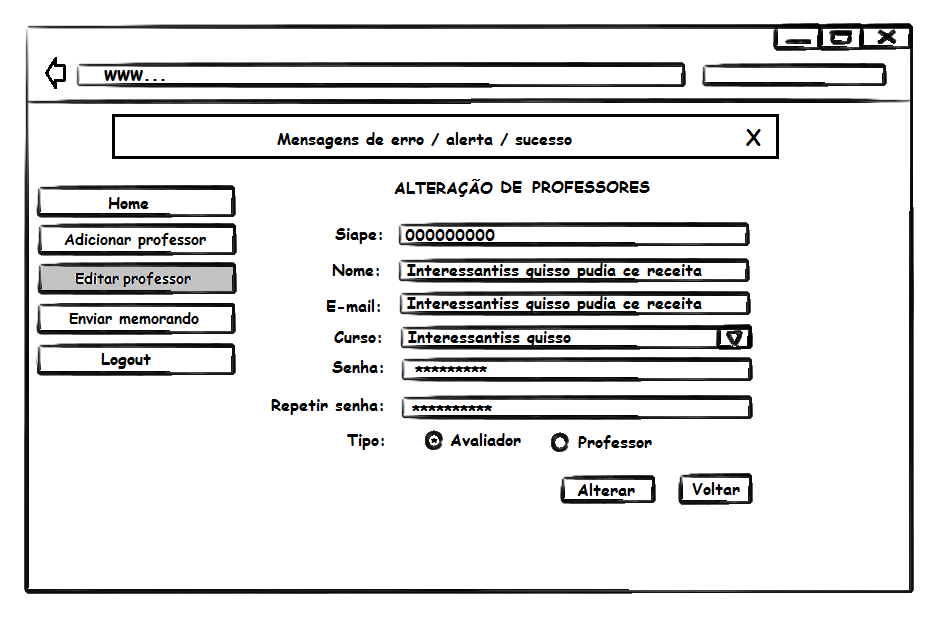 www...
Mensagens de erro / alerta / sucesso X
ALTERAÇÃO DE PROFESSORES
Home
Adicionar professor
Editar professor
Enviar memorando
Logout
Siape: 000000000
Nome: Interessantiss quisso pudia ce receita
E-mail: Interessantiss quisso pudia ce receita
Curso: Interessantiss quisso
Senha: *********
Repetir senha: **********
Tipo: Avaliador Professor
Alterar Voltar